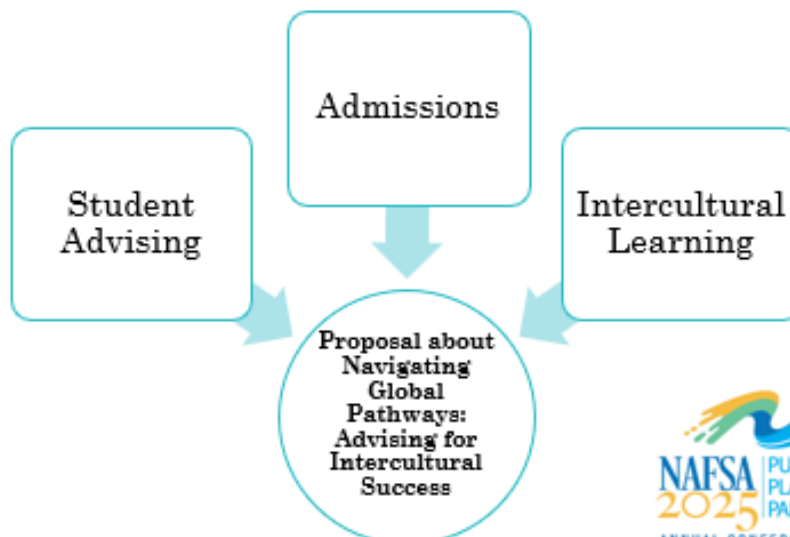 Admissions
Student
Advising
Intercultural
Learning
Proposal about
Navigating
Global
Pathways:
Advising for
Intercultural
Success
NAFSA
2025